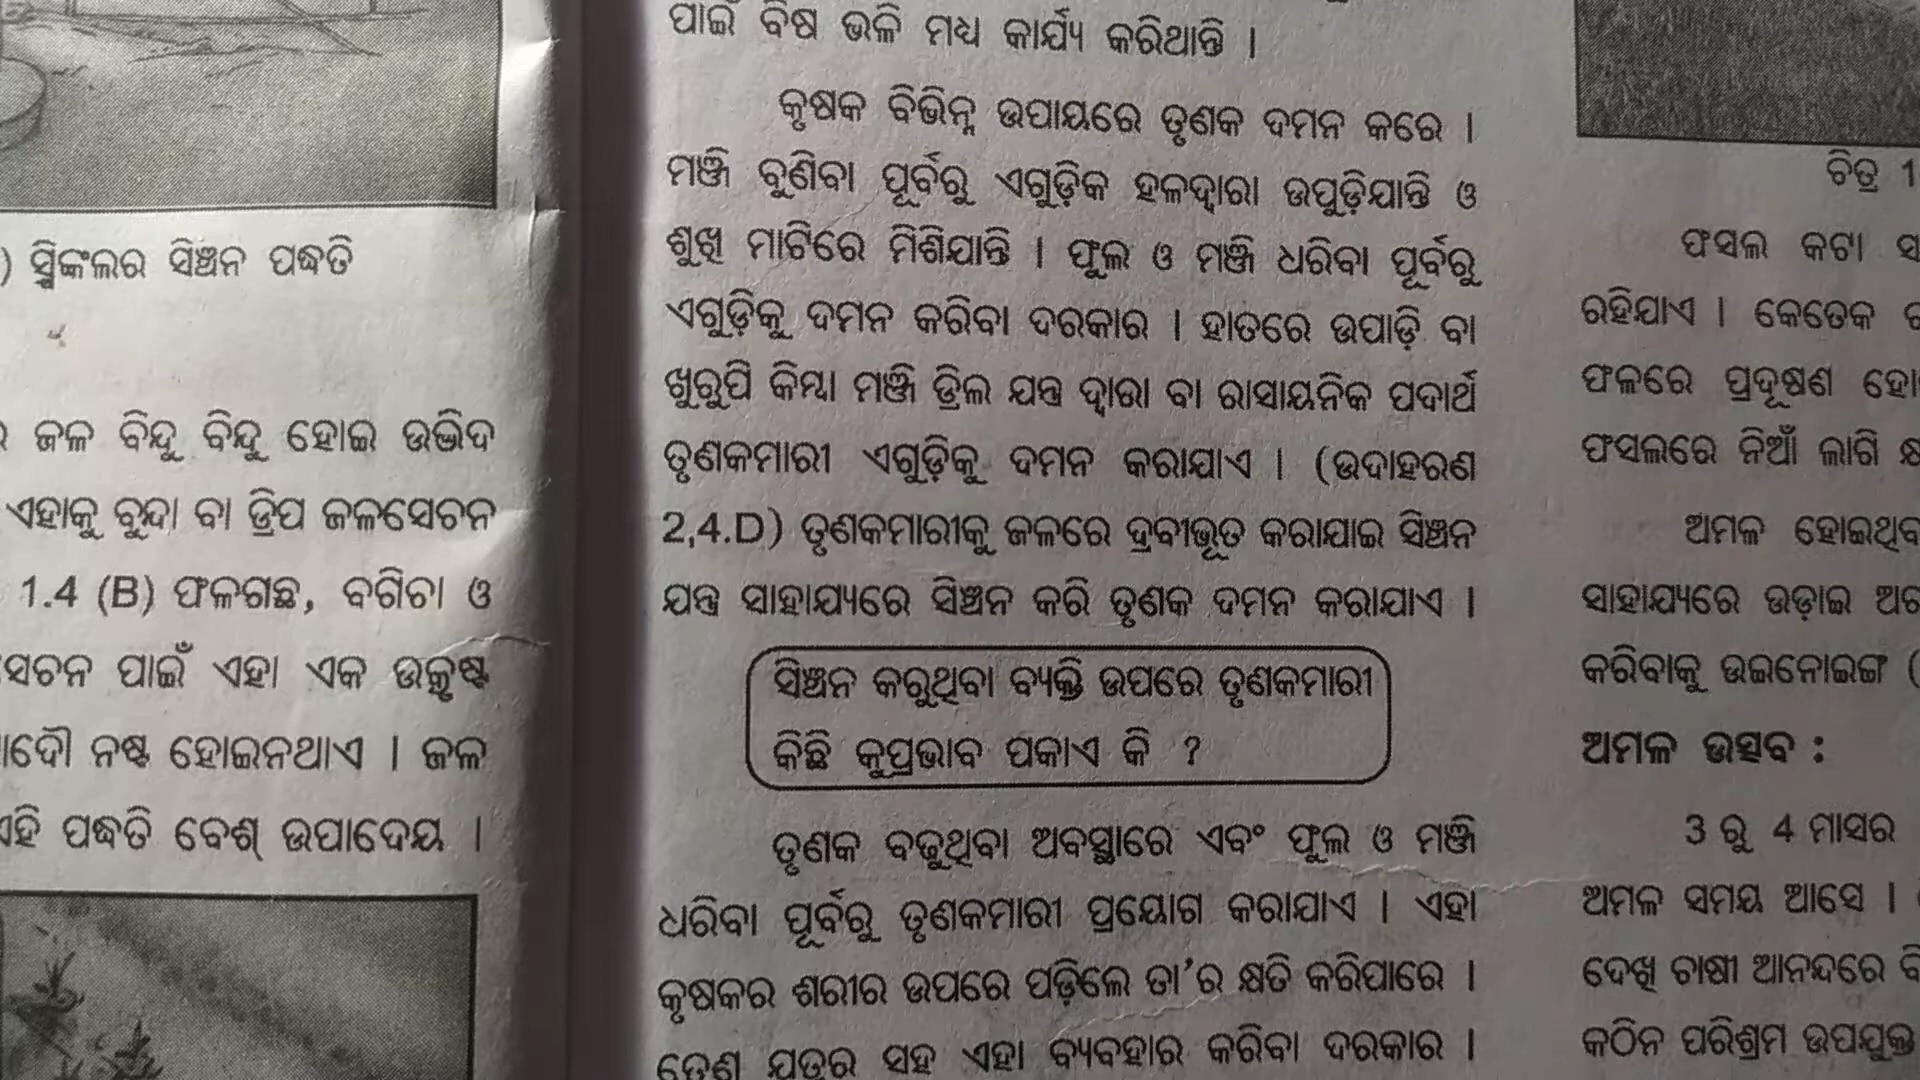 ) ସ୍ପ୍ରିଙ୍କଲର ସିଞ୍ଚନ ପଦ୍ଧତି
ଜଳ ବିନ୍ଦୁ ବିନ୍ଦୁ ହୋଇ ଉଦ୍ଭିଦ
ଏହାକୁ ବୁନ୍ଦା ବା ଡ୍ରିପ ଜଳସେଚନ
1.4 (B) ଫଳଗଛ, ବଗିଚା ଓ
ପାଇଁ ଏହା ଏକ ଉତ୍କୃଷ୍ଟ
ନଷ୍ଟ ହୋଇନଥାଏ । ଜଳ
ଏହି ପଦ୍ଧତି ବେଶ୍ ଉପାଦେୟ ।
ପାଇଁ ବିଷ ଭଳି ମଧ୍ୟ କାର୍ଯ୍ୟ କରିଥାନ୍ତି ।
କୃଷକ ବିଭିନ୍ନ ଉପାୟରେ ତୃଣକ ଦମନ କରେ ।
ମଞ୍ଜି ବୁଣିବା ପୂର୍ବରୁ ଏଗୁଡ଼ିକ ହଳଦ୍ୱାରା ଉପୁଡ଼ିଯାନ୍ତି ଓ
ଶୁଖି ମାଟିରେ ମିଶିଯାନ୍ତି । ଫୁଲ ଓ ମଞ୍ଜି ଧରିବା ପୂର୍ବରୁ
ଏଗୁଡ଼ିକୁ ଦମନ କରିବା ଦରକାର । ହାତରେ ଉପାଡ଼ି ବା
ଖୁରୁପି କିମ୍ବା ମଞ୍ଜି ଡ୍ରିଲ ଯନ୍ତ୍ର ଦ୍ୱାରା ବା ରାସାୟନିକ ପଦାର୍ଥ
ତୃଣକମାରୀ ଏଗୁଡ଼ିକୁ ଦମନ କରାଯାଏ । (ଉଦାହରଣ
2,4.D) ତୃଣକମାରୀକୁ ଜଳରେ ଦ୍ରବୀଭୂତ କରାଯାଇ ସିଞ୍ଚନ
ଯନ୍ତ୍ର ସାହାଯ୍ୟରେ ସିଞ୍ଚନ କରି ତୃଣକ ଦମନ କରାଯାଏ ।
ସିଞ୍ଚନ କରୁଥିବା ବ୍ୟକ୍ତି ଉପରେ ତୃଣକମାରୀ
କିଛି କୁପ୍ରଭାବ ପକାଏ କି ?
ତୃଣକ ବଢୁଥିବା ଅବସ୍ଥାରେ ଏବଂ ଫୁଲ ଓ ମଞ୍ଜି
ଧରିବା ପୂର୍ବରୁ ତୃଣକମାରୀ ପ୍ରୟୋଗ କରାଯାଏ । ଏହା
କୃଷକର ଶରୀର ଉପରେ ପଡ଼ିଲେ ତା'ର କ୍ଷତି କରିପାରେ ।
ତେଣୁ ଯତ୍ନର ସହ ଏହା ବ୍ୟବହାର କରିବା ଦରକାର ।
ଚିତ୍ର 1
ଫସଲ କଟା
ରହିଯାଏ । କେତେକ
ଫଳରେ ପ୍ରଦୂଷଣ
ଫସଲରେ ନିଆଁ ଲାଗି
ଅମଳ ହୋଇଥିବା
ସାହାଯ୍ୟରେ ଉଡ଼ାଇ
କରିବାକୁ ଉଇନୋଇଙ୍ଗ (
ଅମଳ ଉତ୍ସବ :
3 ରୁ 4 ମାସର
ଅମଳ ସମୟ ଆସେ ।
ଦେଖି ଚାଷୀ ଆନନ୍ଦରେ
କଠିନ ପରିଶ୍ରମ ଉପଯୁକ୍ତ